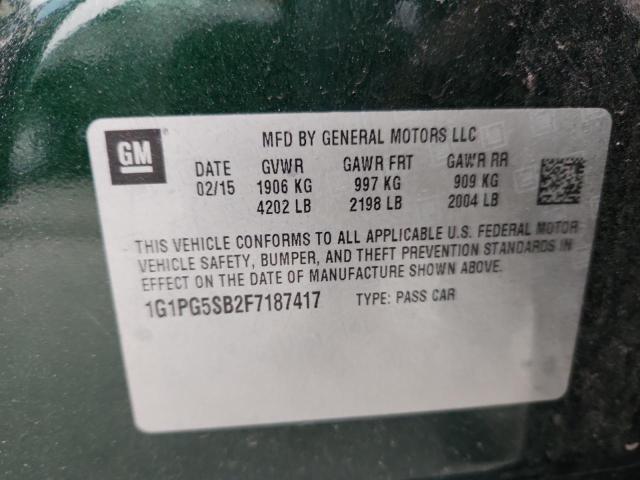 GM
MFD BY GENERAL MOTORS LLC
DATE GVWR GAWR FRT GAWR RR
02/15 1906 KG 997 KG 909 KG
4202 LB 2198 LB 2004 LB
THIS VEHICLE CONFORMS TO ALL APPLICABLE U.S. FEDERAL MOTOR
VEHICLE SAFETY, BUMPER, AND THEFT PREVENTION STANDARDS IN
EFFECT ON THE DATE OF MANUFACTURE SHOWN ABOVE.
1G1PG5SB2F7187417 TYPE: PASS CAR